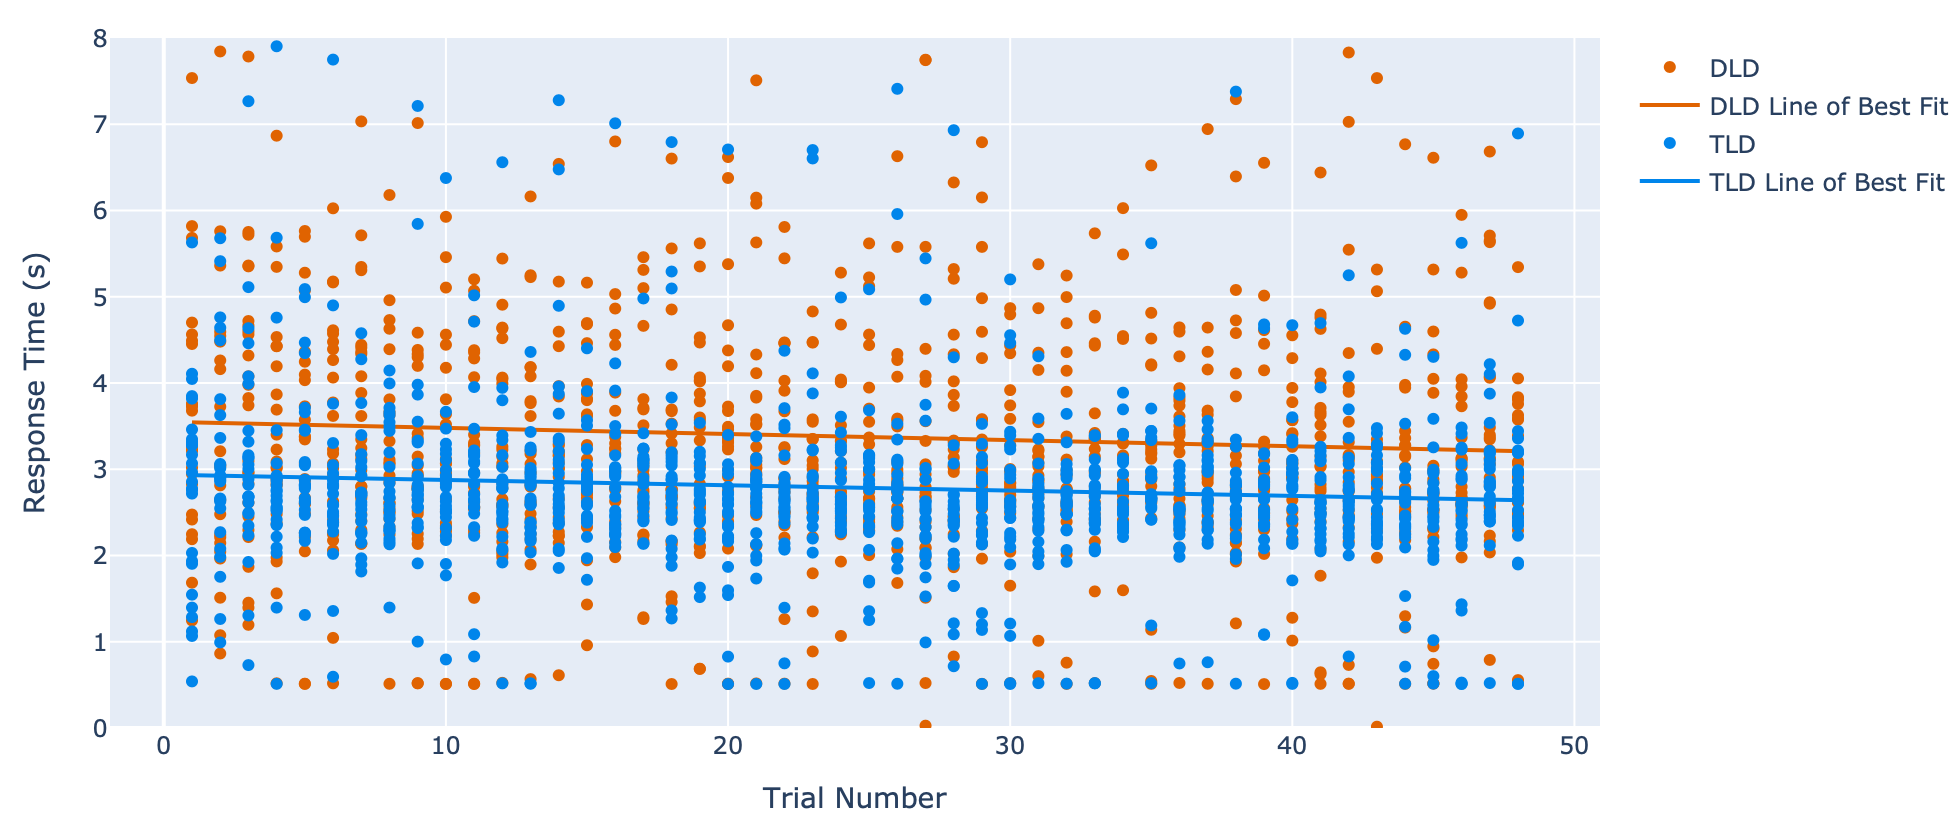 8
7
6
5
4
3
2
1
0
Response Time (s)
0 10 20 30 40 50
Trial Number
DLD
DLD Line of Best Fit
TLD
TLD Line of Best Fit